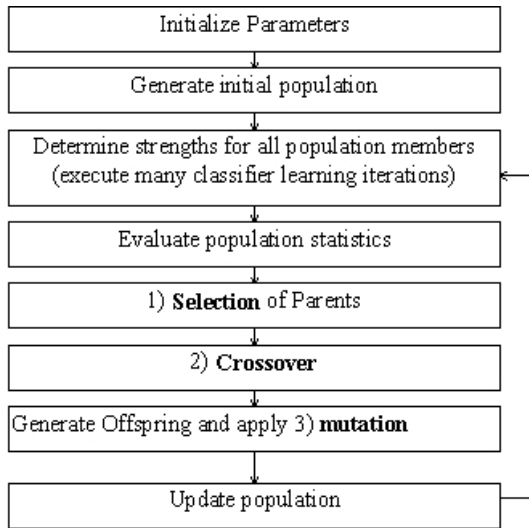 Initialize Parameters
Generate initial population
Determine strengths for all population members
(execute many classifier learning iterations)
Evaluate population statistics
1) Selection of Parents
2) Crossover
Generate Offspring and apply 3) mutation
Update population